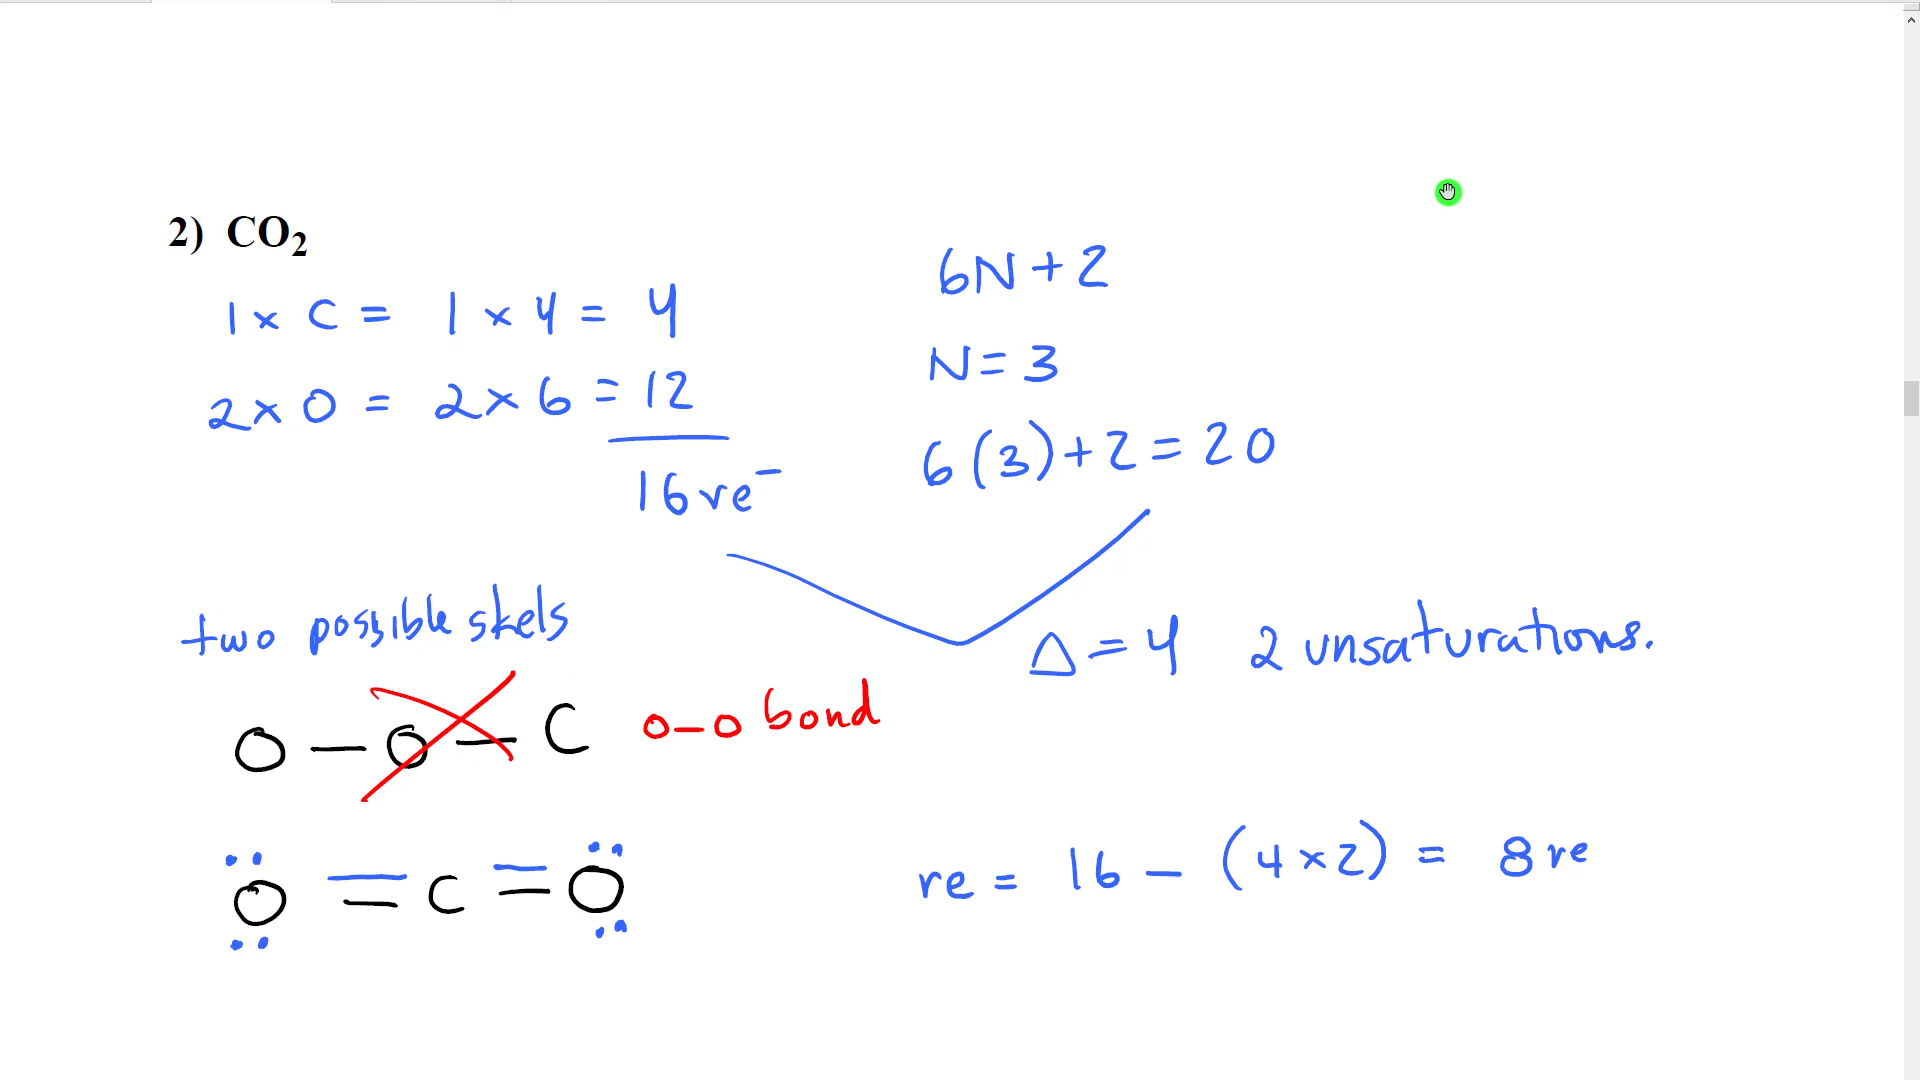 2) CO₂
1 x C = 1 x 4 = 4
2 x O = 2 x 6 = 12
16 ve⁻
6N + 2
N = 3
6 (3) + 2 = 20
Δ = 4 2 unsaturations.
two possible skels
O – O – C O–O bond
O = C = O
re = 16 – (4 x 2) = 8 re